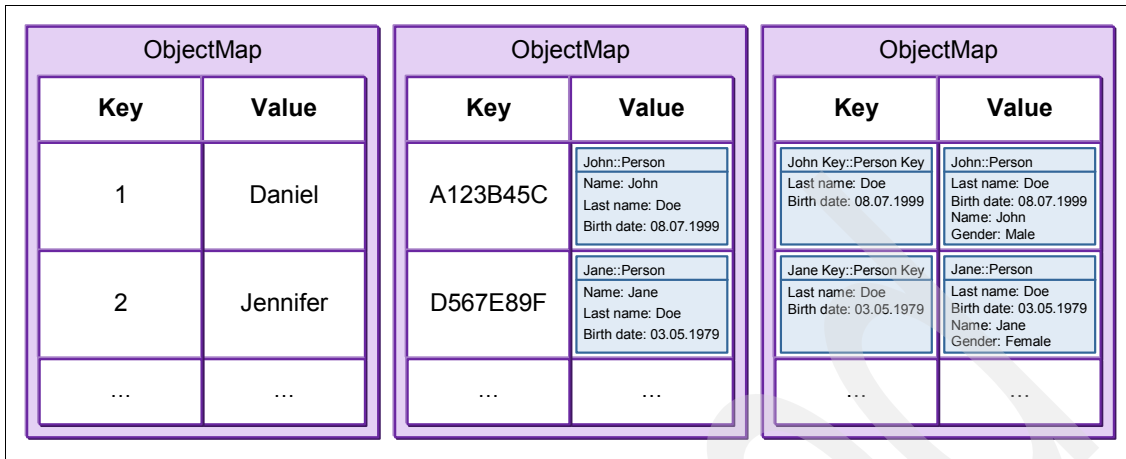 ObjectMap
Key Value
1 Daniel
2 Jennifer
... ...
ObjectMap
Key Value
A123B45C
John::Person
Name: John
Last name: Doe
Birth date: 08.07.1999
D567E89F
Jane::Person
Name: Jane
Last name: Doe
Birth date: 03.05.1979
... ...
ObjectMap
Key Value
John Key::Person Key
Last name: Doe
Birth date: 08.07.1999
John::Person
Last name: Doe
Birth date: 08.07.1999
Name: John
Gender: Male
Jane Key::Person Key
Last name: Doe
Birth date: 03.05.1979
Jane::Person
Last name: Doe
Birth date: 03.05.1979
Name: Jane
Gender: Female
... ...